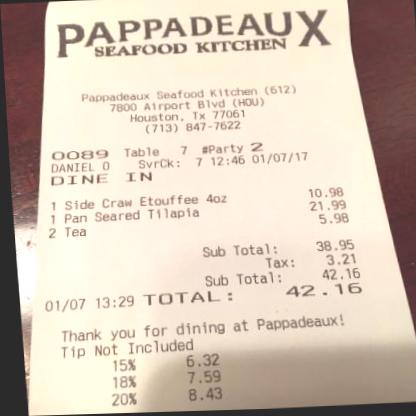 PAPPADEAUX
SEAFOOD KITCHEN
Pappadeaux Seafood Kitchen (612)
7800 Airport Blvd (HOU)
Houston, Tx 77061
(713) 847-7622
0089 Table 7 #Party 2
DANIEL O SvrCk: 7 12:46 01/07/17
DINE IN
1 Side Craw Etouffee 4oz 10.98
1 Pan Seared Tilapia 21.99
2 Tea 5.98
Sub Total: 38.95
Tax: 3.21
Sub Total: 42.16
01/07 13:29 TOTAL: 42.16
Thank you for dining at Pappadeaux!
Tip Not Included
15% 6.32
18% 7.59
20% 8.43